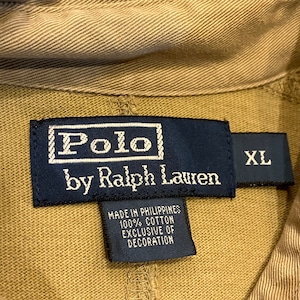 Polo
by Ralph Lauren
XL
MADE IN PHILIPPINES
100% COTTON
EXCLUSIVE OF
DECORATION